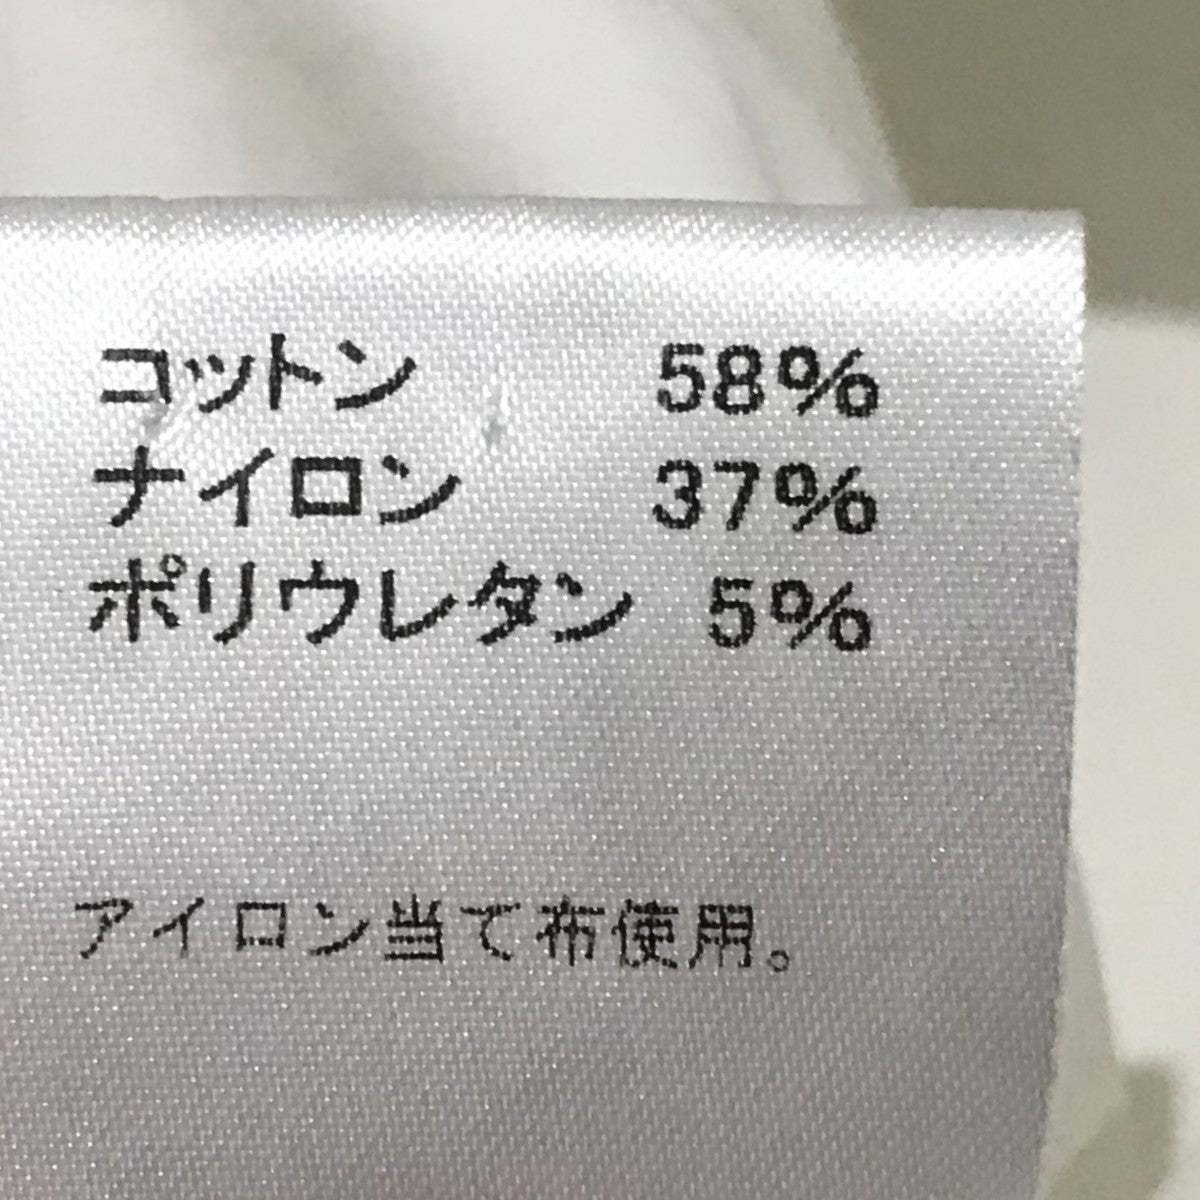 コットン 58%
ナイロン 37%
ポリウレタン 5%
アイロン当て布使用。